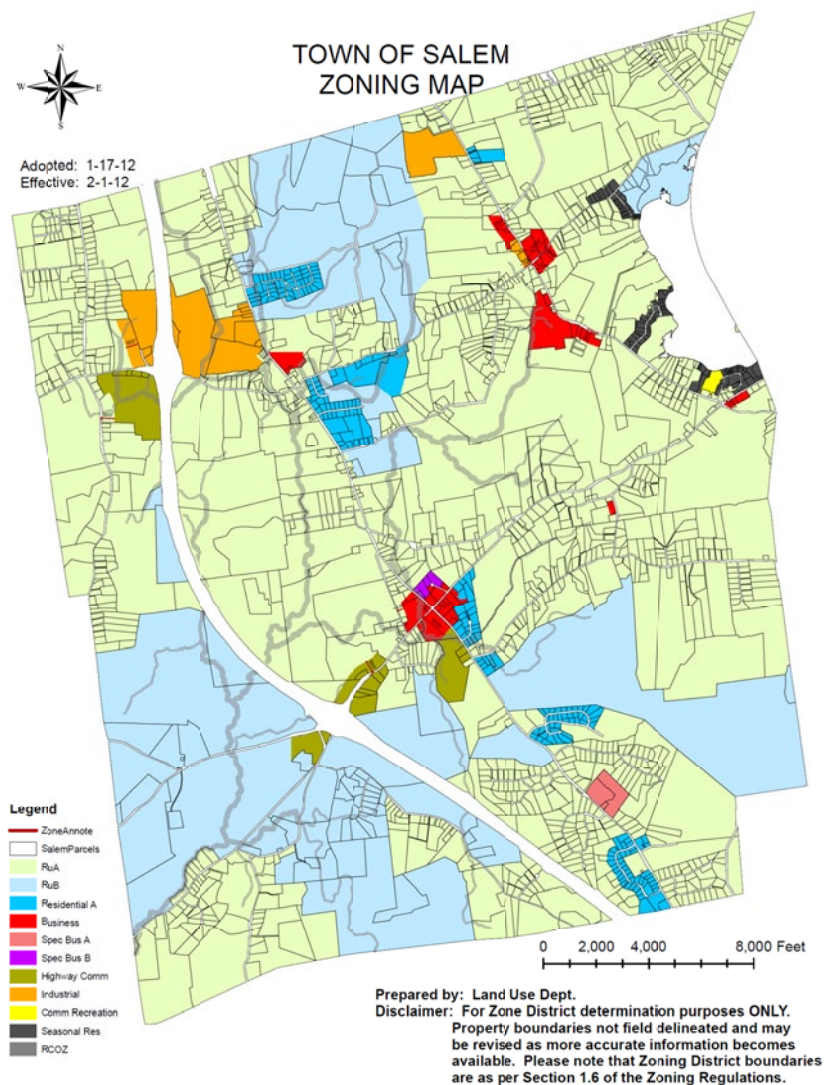 TOWN OF SALEM
ZONING MAP
N
W
E
S
Adopted: 1-17-12
Effective: 2-1-12
Legend
ZoneAnnote
SalemParcels
RuA
RuB
Residential A
Business
Spec Bus A
Spec Bus B
Highway Comm
Industrial
Comm Recreation
Seasonal Res
RCOZ
0 2,000 4,000 8,000 Feet
Prepared by: Land Use Dept.
Disclaimer: For Zone District determination purposes ONLY.
Property boundaries not field delineated and may
be revised as more accurate information becomes
available. Please note that Zoning District boundaries
are as per Section 1.6 of the Zoning Regulations.